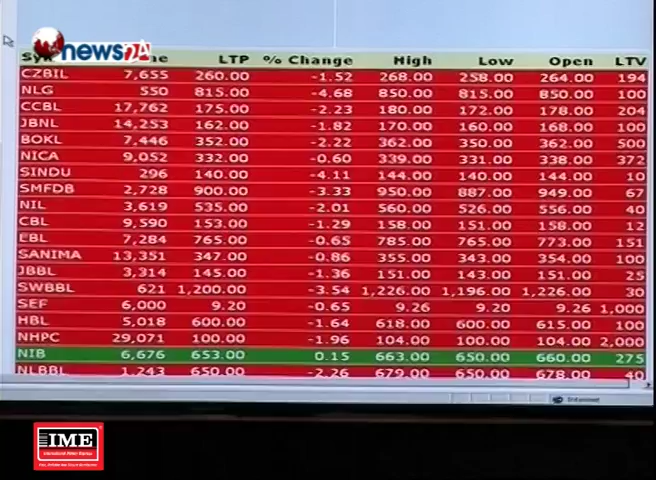 news24
Sy me LTP % Change High Low Open LTV
CZBIL 7,655 260.00 -1.52 268.00 258.00 264.00 194
NLG 550 815.00 -4.68 850.00 815.00 850.00 100
CCBL 17,762 175.00 -2.23 180.00 172.00 178.00 204
JBNL 14,253 162.00 -1.82 170.00 160.00 168.00 100
BOKL 7,446 352.00 -2.22 362.00 350.00 362.00 500
NICA 9,052 332.00 -0.60 339.00 331.00 338.00 372
SINDU 296 140.00 -4.11 144.00 140.00 144.00 10
SMFDB 2,728 900.00 -3.33 950.00 887.00 949.00 67
NIL 3,619 535.00 -2.01 560.00 526.00 556.00 40
CBL 9,590 153.00 -1.29 158.00 151.00 158.00 12
EBL 7,284 765.00 -0.65 785.00 765.00 773.00 151
SANIMA 13,351 347.00 -0.86 355.00 343.00 354.00 100
JBBL 3,314 145.00 -1.36 151.00 143.00 151.00 25
SWBBL 621 1,200.00 -3.54 1,226.00 1,196.00 1,226.00 30
SEF 6,000 9.20 -0.65 9.26 9.20 9.26 1,000
HBL 5,018 600.00 -1.64 618.00 600.00 615.00 100
NHPC 29,071 100.00 -1.96 104.00 100.00 104.00 2,000
NIB 6,676 653.00 0.15 663.00 650.00 660.00 275
NLBBL 1,243 650.00 -2.26 679.00 650.00 678.00 40
Internet
IME